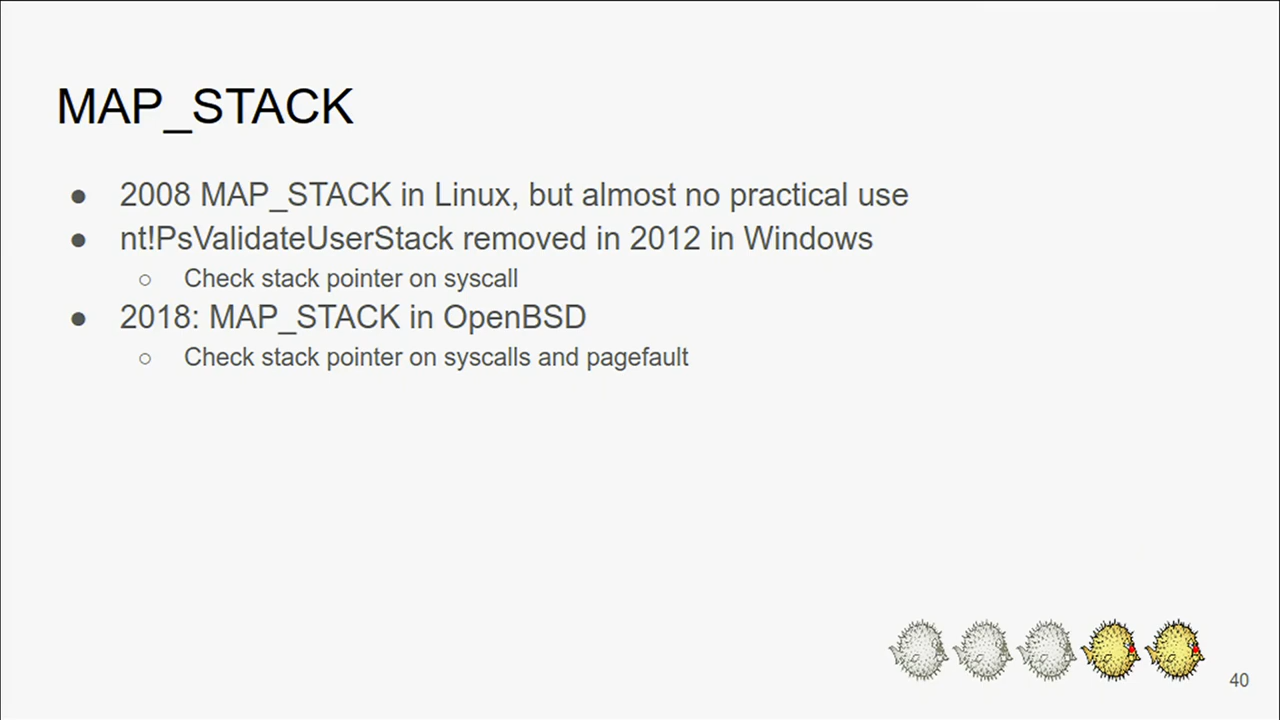 MAP_STACK
● 2008 MAP_STACK in Linux, but almost no practical use
● nt!PsValidateUserStack removed in 2012 in Windows
○ Check stack pointer on syscall
● 2018: MAP_STACK in OpenBSD
○ Check stack pointer on syscalls and pagefault
40